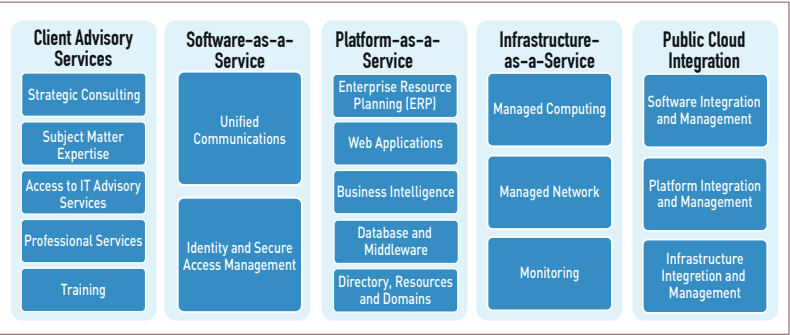 Client Advisory
Services
Strategic Consulting
Subject Matter
Expertise
Access to IT Advisory
Services
Professional Services
Training
Software-as-a-
Service
Unified
Communications
Identity and Secure
Access Management
Platform-as-a-
Service
Enterprise Resource
Planning (ERP)
Web Applications
Business Intelligence
Database and
Middleware
Directory, Resources
and Domains
Infrastructure-
as-a-Service
Managed Computing
Managed Network
Monitoring
Public Cloud
Integration
Software Integration
and Management
Platform Integration
and Management
Infrastructure
Integretion and
Management